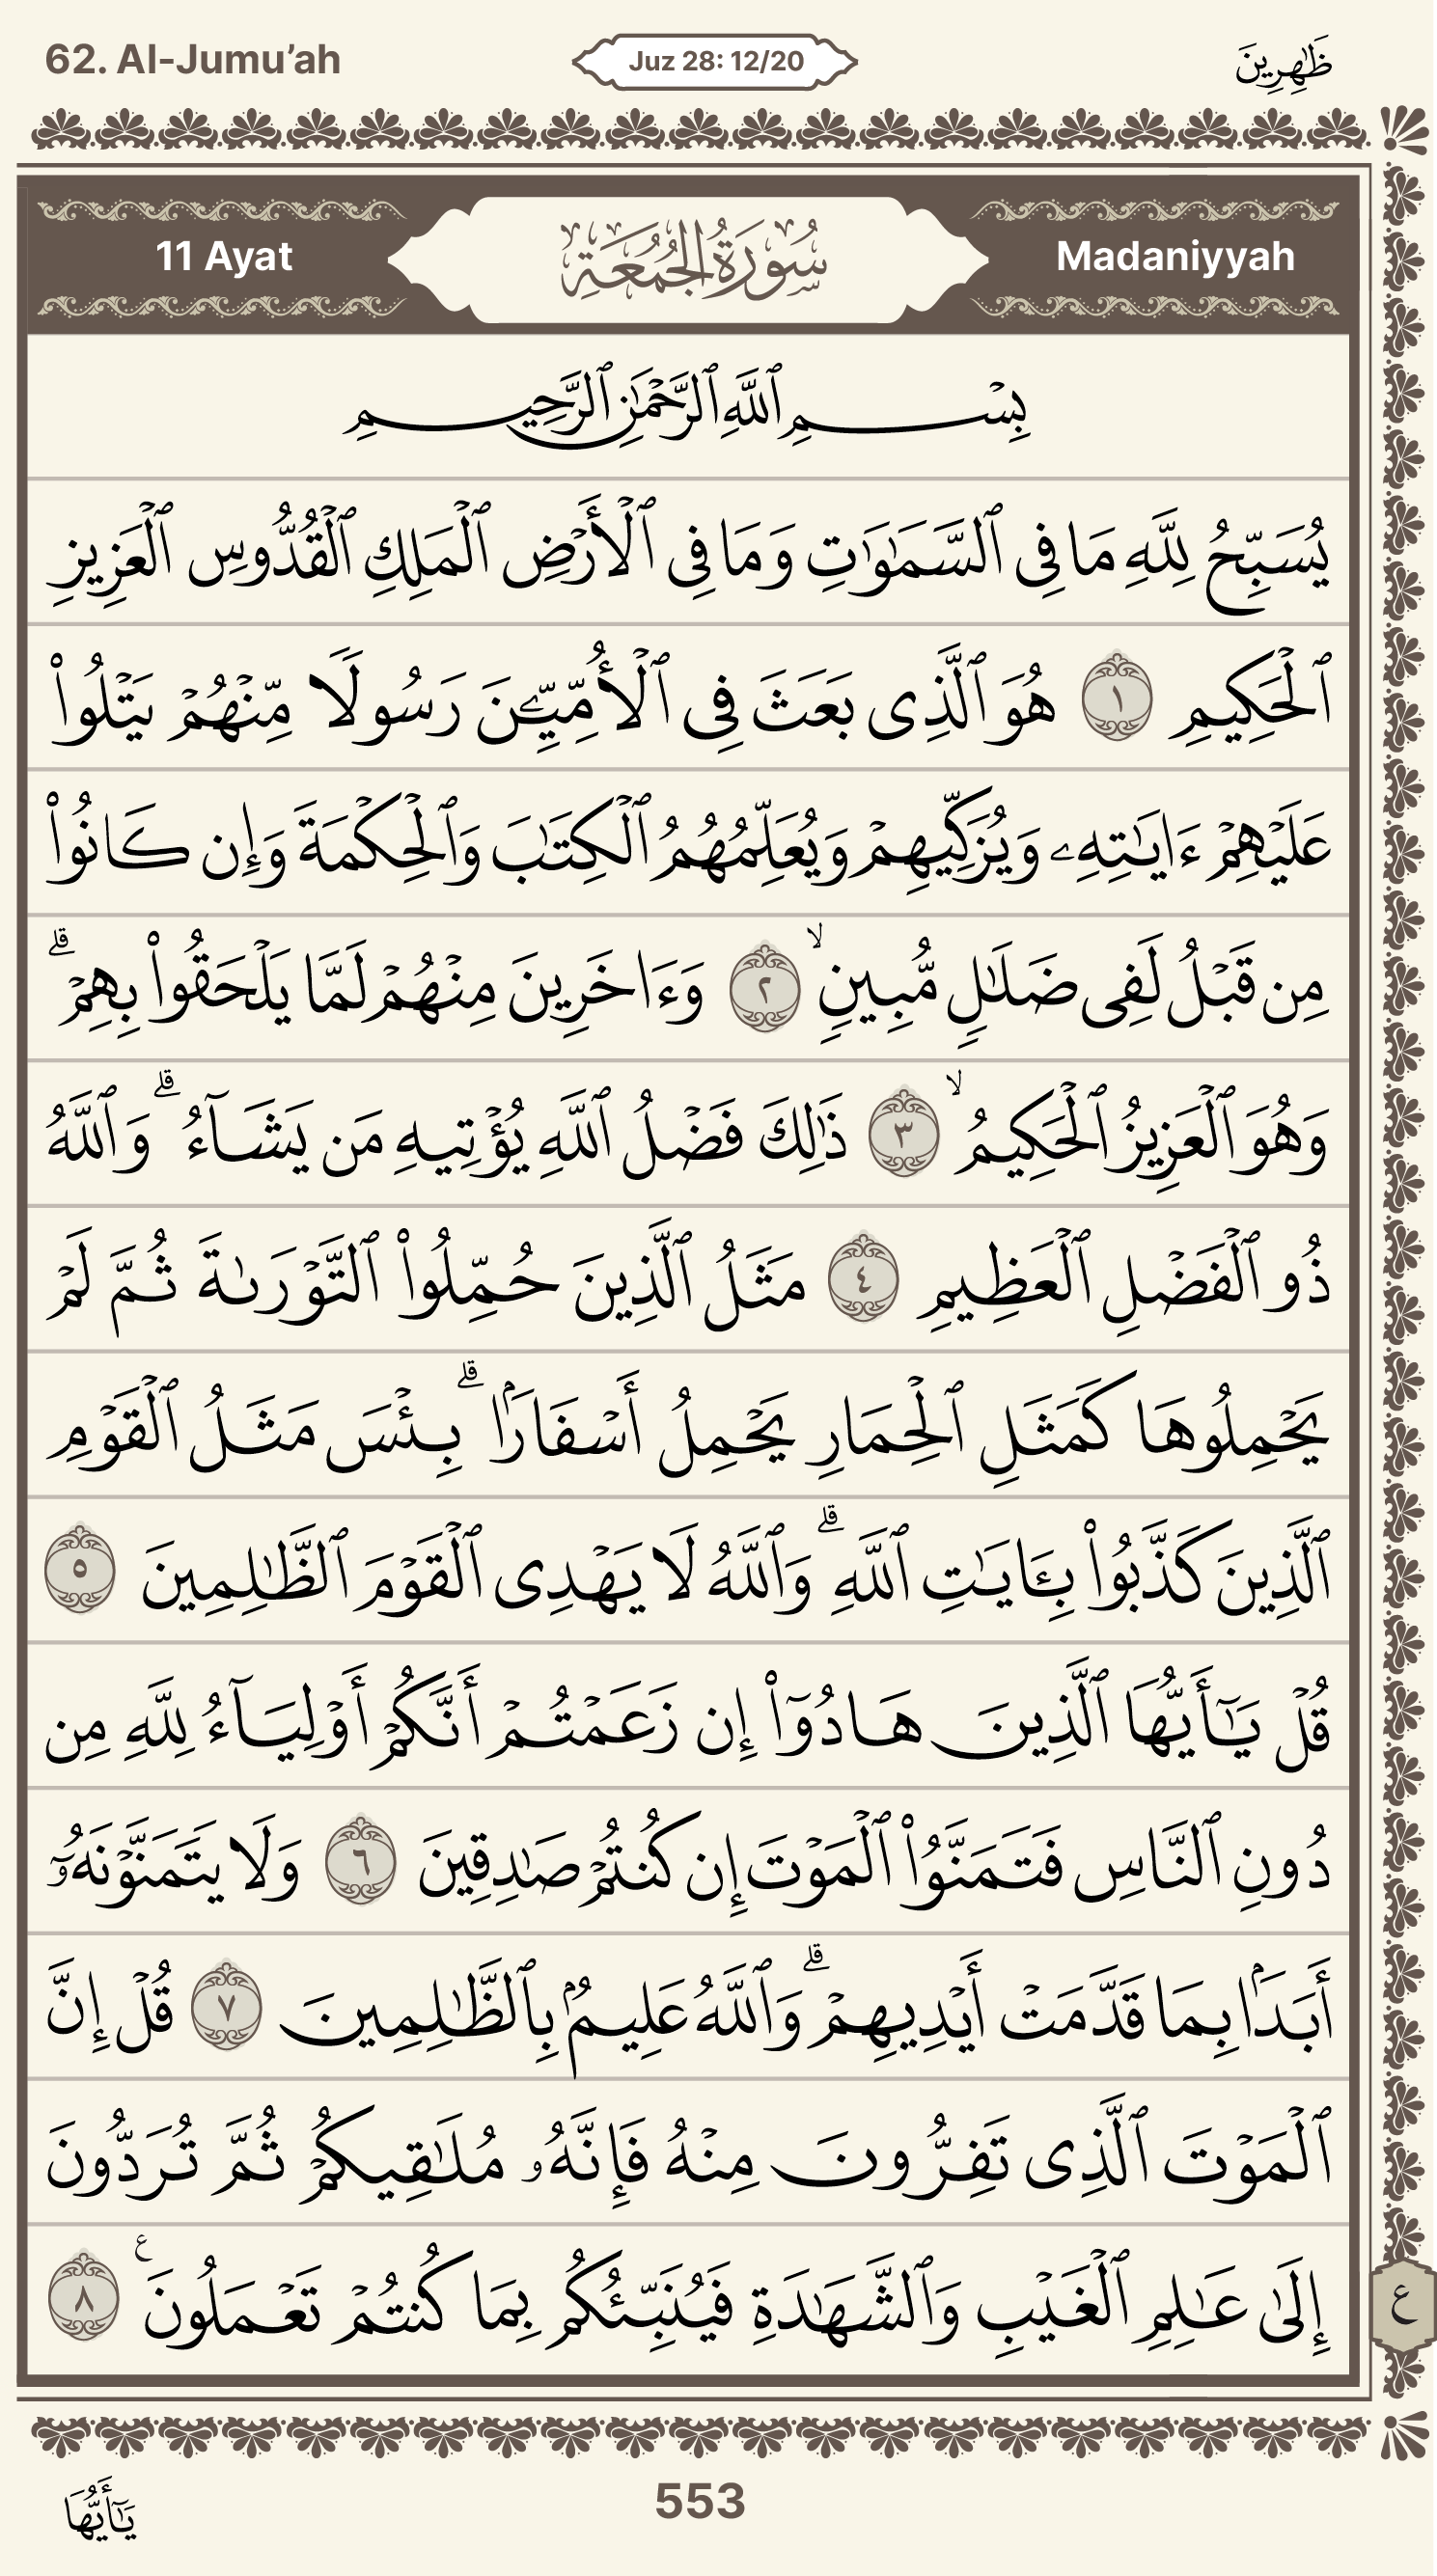 62. Al-Jumu’ah
Juz 28: 12/20
ظَٰهِرِينَ
11 Ayat
سُورَةُ الجُمُعَةِ
Madaniyyah
بِسْمِ ٱللَّهِ ٱلرَّحْمَٰنِ ٱلرَّحِيمِ
يُسَبِّحُ لِلَّهِ مَا فِى ٱلسَّمَٰوَٰتِ وَمَا فِى ٱلْأَرْضِ ٱلْمَلِكِ ٱلْقُدُّوسِ ٱلْعَزِيزِ
ٱلْحَكِيمِ ١ هُوَ ٱلَّذِى بَعَثَ فِى ٱلْأُمِّيِّـۧنَ رَسُولًا مِّنْهُمْ يَتْلُوا۟
عَلَيْهِمْ ءَايَٰتِهِۦ وَيُزَكِّيهِمْ وَيُعَلِّمُهُمُ ٱلْكِتَٰبَ وَٱلْحِكْمَةَ وَإِن كَانُوا۟
مِن قَبْلُ لَفِى ضَلَٰلٍ مُّبِينٍ ۙ ٢ وَءَاخَرِينَ مِنْهُمْ لَمَّا يَلْحَقُوا۟ بِهِمْ ۗ
وَهُوَ ٱلْعَزِيزُ ٱلْحَكِيمُ ۙ ٣ ذَٰلِكَ فَضْلُ ٱللَّهِ يُؤْتِيهِ مَن يَشَآءُ ۗ وَٱللَّهُ
ذُو ٱلْفَضْلِ ٱلْعَظِيمِ ٤ مَثَلُ ٱلَّذِينَ حُمِّلُوا۟ ٱلتَّوْرَىٰةَ ثُمَّ لَمْ
يَحْمِلُوهَا كَمَثَلِ ٱلْحِمَارِ يَحْمِلُ أَسْفَارًۢا ۗ بِئْسَ مَثَلُ ٱلْقَوْمِ
ٱلَّذِينَ كَذَّبُوا۟ بِـَٔايَٰتِ ٱللَّهِ ۗ وَٱللَّهُ لَا يَهْدِى ٱلْقَوْمَ ٱلظَّٰلِمِينَ ٥
قُلْ يَٰٓأَيُّهَا ٱلَّذِينَ هَادُوٓا۟ إِن زَعَمْتُمْ أَنَّكُمْ أَوْلِيَآءُ لِلَّهِ مِن
دُونِ ٱلنَّاسِ فَتَمَنَّوُا۟ ٱلْمَوْتَ إِن كُنتُمْ صَٰدِقِينَ ٦ وَلَا يَتَمَنَّوْنَهُۥٓ
أَبَدًۢا بِمَا قَدَّمَتْ أَيْدِيهِمْ ۗ وَٱللَّهُ عَلِيمٌۢ بِٱلظَّٰلِمِينَ ٧ قُلْ إِنَّ
ٱلْمَوْتَ ٱلَّذِى تَفِرُّونَ مِنْهُ فَإِنَّهُۥ مُلَٰقِيكُمْ ثُمَّ تُرَدُّونَ
إِلَىٰ عَٰلِمِ ٱلْغَيْبِ وَٱلشَّهَٰدَةِ فَيُنَبِّئُكُم بِمَا كُنتُمْ تَعْمَلُونَ ع ٨
ع
يَٰٓأَيُّهَا
553